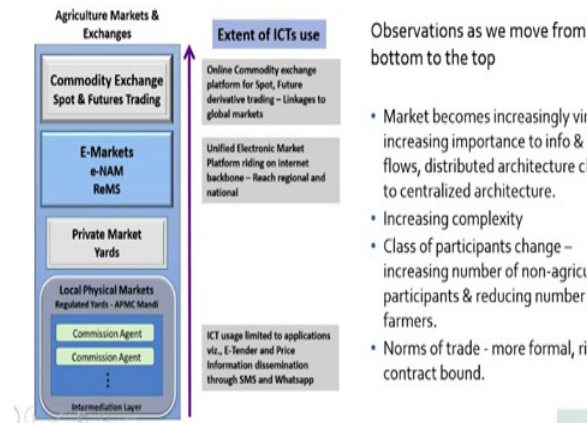 Agriculture Markets &
Exchanges
Commodity Exchange
Spot & Futures Trading
E-Markets
e-NAM
ReMS
Private Market
Yards
Local Physical Markets
Regulated Yards - APMC Mandi
Commission Agent
Commission Agent
Intermediation Layer
Extent of ICTs use
Online Commodity exchange
platform for Spot, Future
derivative trading – Linkages to
global markets
Unified Electronic Market
Platform riding on internet
backbone – Reach regional and
national
ICT usage limited to applications
viz., E-Tender and Price
Information dissemination
through SMS and Whatsapp
Observations as we move from
bottom to the top
• Market becomes increasingly
increasing importance to info &
flows, distributed architecture
to centralized architecture.
• Increasing complexity
• Class of participants change –
increasing number of
participants & reducing number
farmers.
• Norms of trade - more formal,
contract bound.